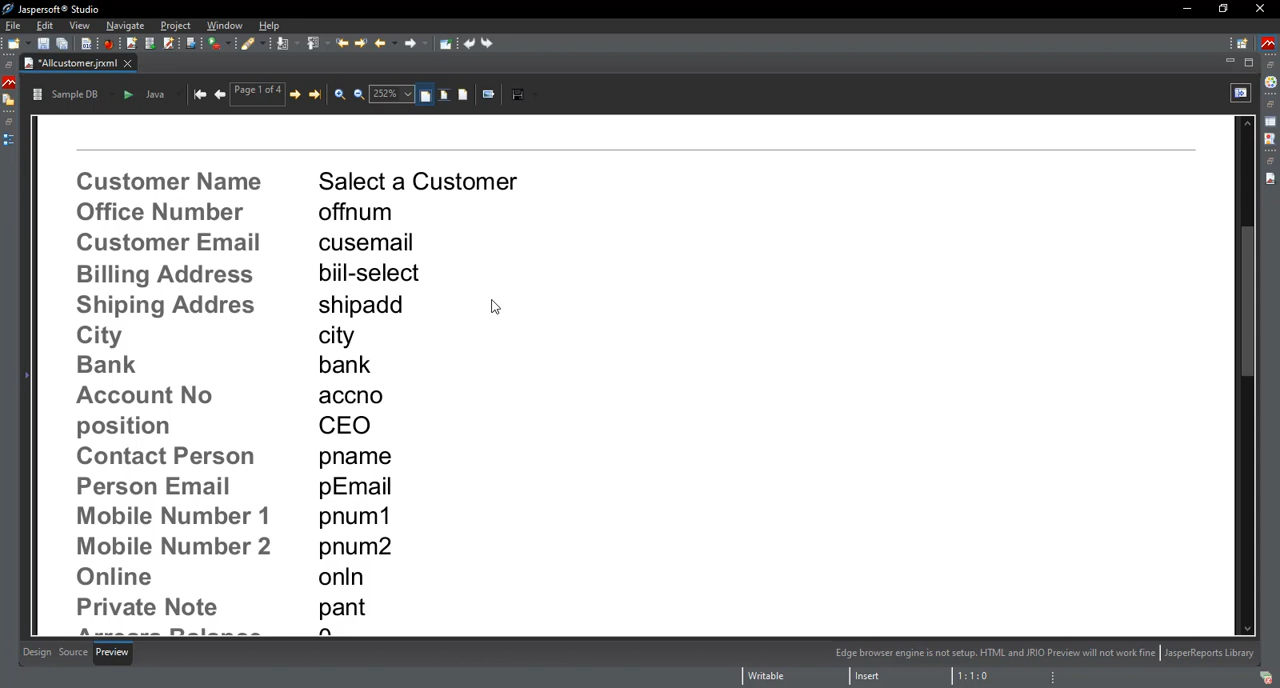 Jaspersoft® Studio
File Edit View Navigate Project Window Help
*Allcustomer.jrxml
Sample DB Java Page 1 of 4 252%
Customer Name Salect a Customer
Office Number offnum
Customer Email cusemail
Billing Address biil-select
Shiping Addres shipadd
City city
Bank bank
Account No accno
position CEO
Contact Person pname
Person Email pEmail
Mobile Number 1 pnum1
Mobile Number 2 pnum2
Online onln
Private Note pant
Arrears Balance 0
Design Source Preview Edge browser engine is not setup. HTML and JRIO Preview will not work fine JasperReports Library
Writable Insert 1:1:0